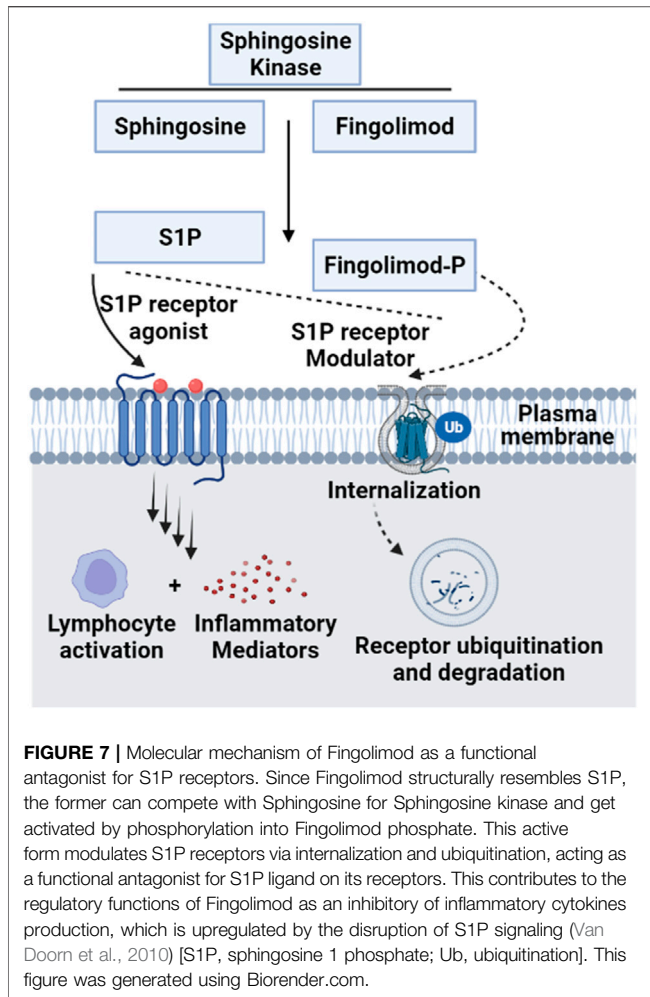 Sphingosine
Kinase
Sphingosine
Fingolimod
S1P
Fingolimod-P
S1P receptor
agonist
S1P receptor
Modulator
Ub
Plasma
membrane
Internalization
+
Lymphocyte
activation
Inflammatory
Mediators
Receptor ubiquitination
and degradation
FIGURE 7 | Molecular mechanism of Fingolimod as a functional
antagonist for S1P receptors. Since Fingolimod structurally resembles S1P,
the former can compete with Sphingosine for Sphingosine kinase and get
activated by phosphorylation into Fingolimod phosphate. This active
form modulates S1P receptors via internalization and ubiquitination, acting as
a functional antagonist for S1P ligand on its receptors. This contributes to the
regulatory functions of Fingolimod as an inhibitory of inflammatory cytokines
production, which is upregulated by the disruption of S1P signaling (Van
Doorn et al., 2010) [S1P, sphingosine 1 phosphate; Ub, ubiquitination]. This
figure was generated using Biorender.com.